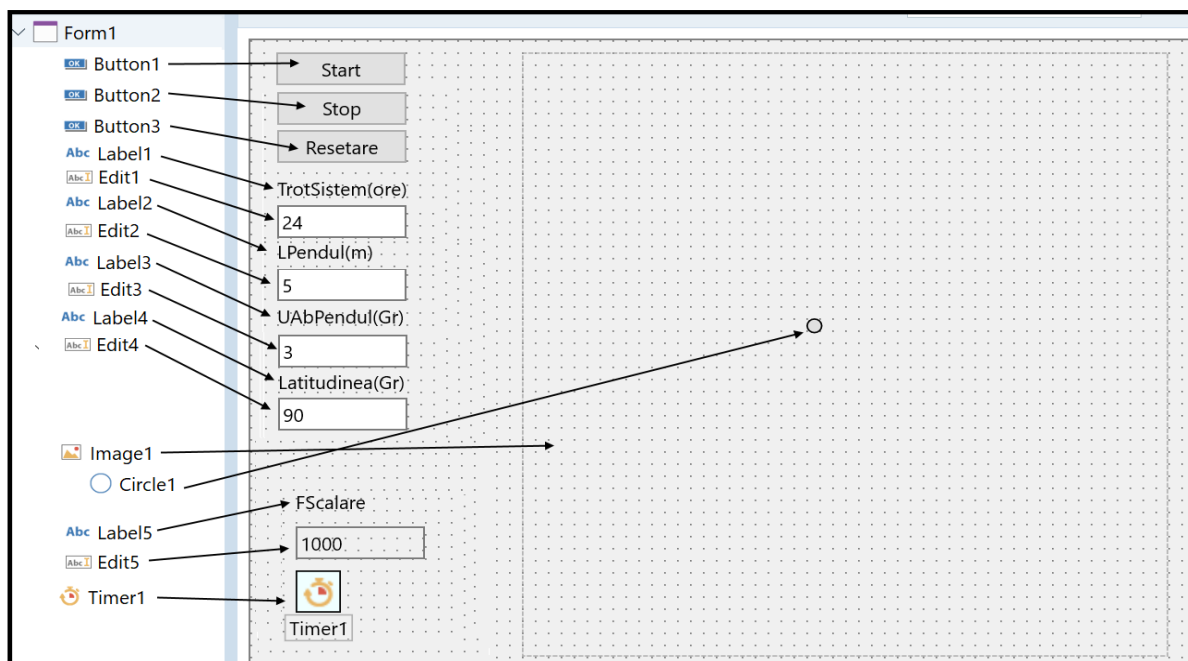 Form1
Button1
Button2
Button3
Label1
Edit1
Label2
Edit2
Label3
Edit3
Label4
Edit4
Image1
Circle1
Label5
Edit5
Timer1
Start
Stop
Resetare
TrotSistem(ore)
24
LPendul(m)
5
UAbPendul(Gr)
3
Latitudinea(Gr)
90
FScalare
1000
Timer1